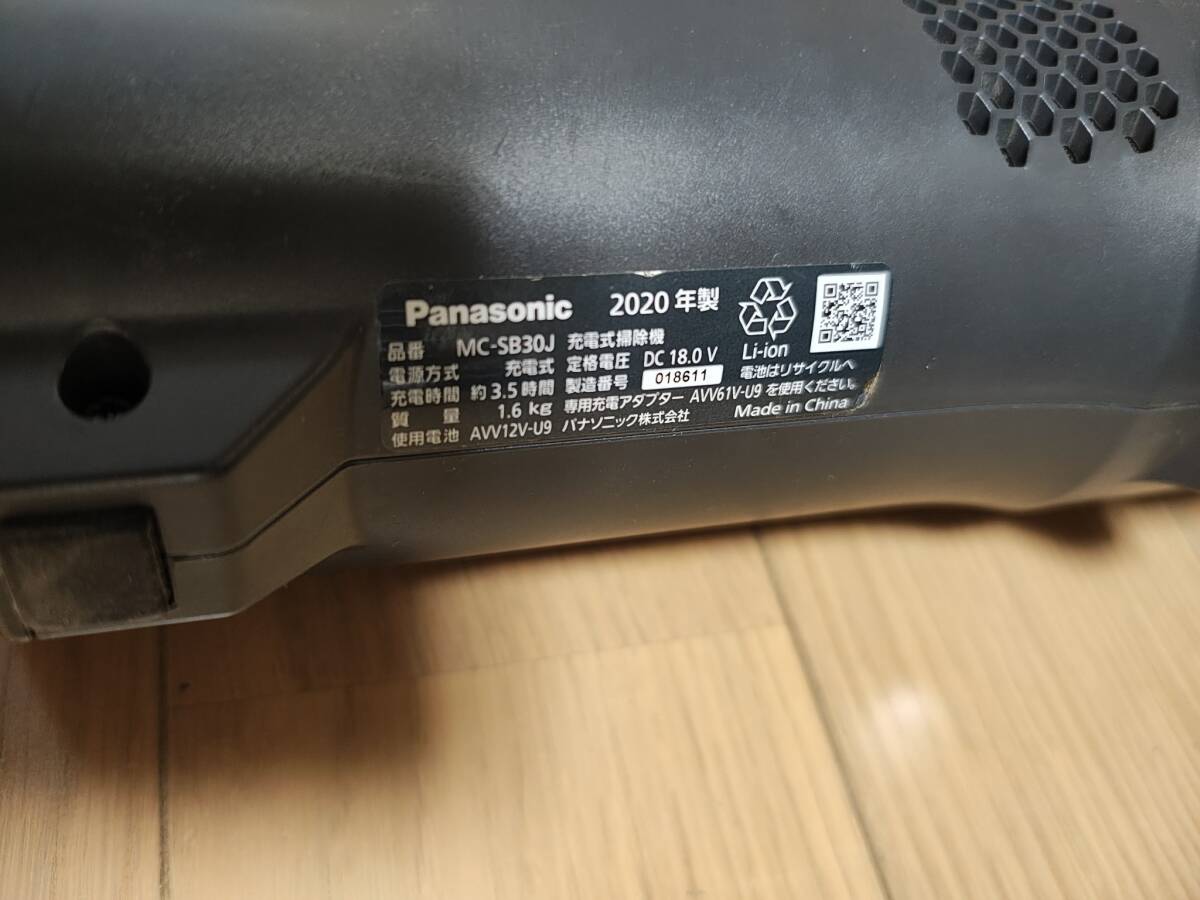 Panasonic 2020年製
品番 MC-SB30J 充電式掃除機
電源方式 充電式 定格電圧 DC 18.0 V
充電時間 約3.5時間 製造番号 018611
質量 1.6 kg 専用充電アダプター AVV61V-U9 を使用ください。
使用電池 AVV12V-U9 パナソニック株式会社
Li-ion
電池はリサイクルへ
Made in China